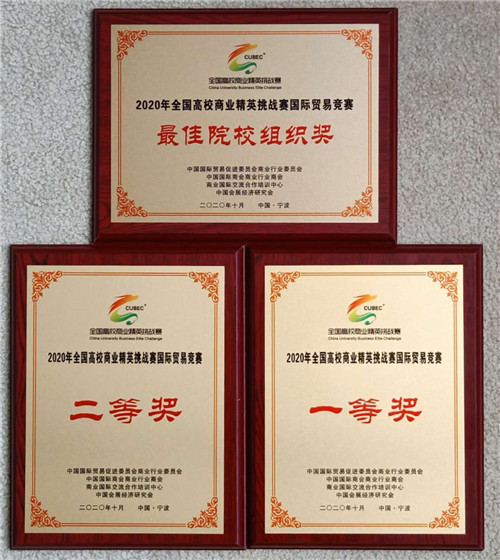 CUBEC
全国高校商业精英挑战赛
China University Business Elite Challenge
2020年全国高校商业精英挑战赛国际贸易竞赛
最佳院校组织奖
中国国际贸易促进委员会商业行业委员会
中国国际商会商业行业商会
商业国际交流合作培训中心
中国会展经济研究会
二〇二〇年十月 中国·宁波
CUBEC
全国高校商业精英挑战赛
China University Business Elite Challenge
2020年全国高校商业精英挑战赛国际贸易竞赛
二等奖
中国国际贸易促进委员会商业行业委员会
中国国际商会商业行业商会
商业国际交流合作培训中心
中国会展经济研究会
二〇二〇年十月 中国·宁波
CUBEC
全国高校商业精英挑战赛
China University Business Elite Challenge
2020年全国高校商业精英挑战赛国际贸易竞赛
一等奖
中国国际贸易促进委员会商业行业委员会
中国国际商会商业行业商会
商业国际交流合作培训中心
中国会展经济研究会
二〇二〇年十月 中国·宁波